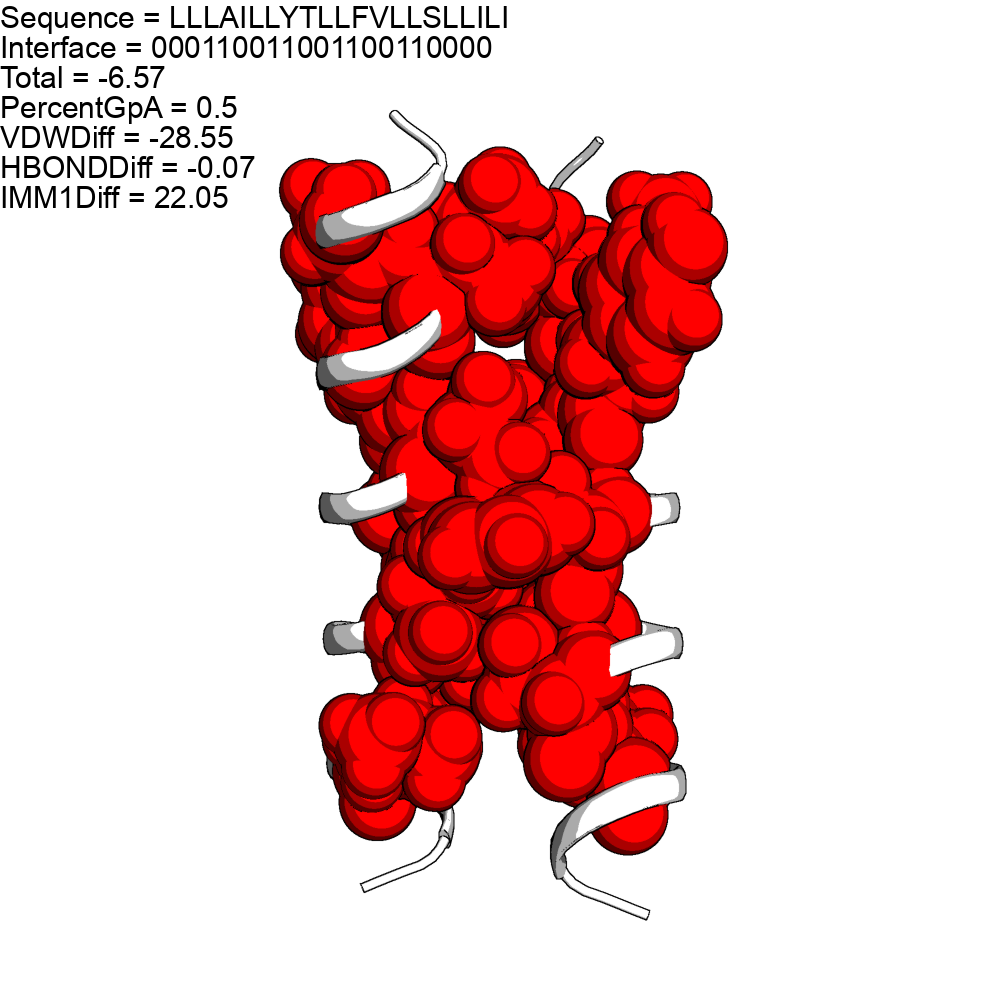 Sequence = LLLAILLYTLLFVLLSLLILI
Interface = 000110011001100110000
Total = -6.57
PercentGpA = 0.5
VDWDiff = -28.55
HBONDDiff = -0.07
IMM1Diff = 22.05